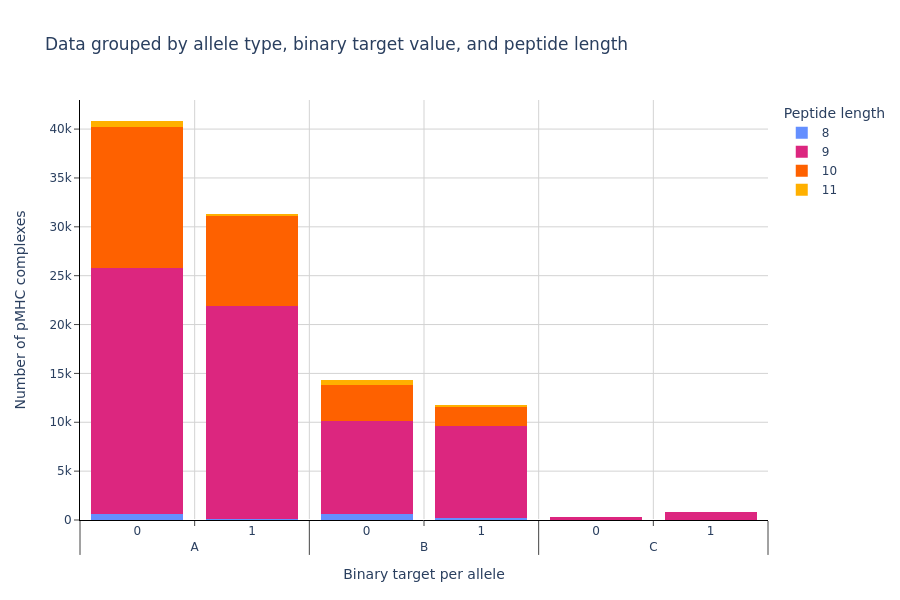 Data grouped by allele type, binary target value, and peptide length
Peptide length
8
9
10
11
Number of pMHC complexes
40k
35k
30k
25k
20k
15k
10k
5k
0
0 1 0 1 0 1
A B C
Binary target per allele